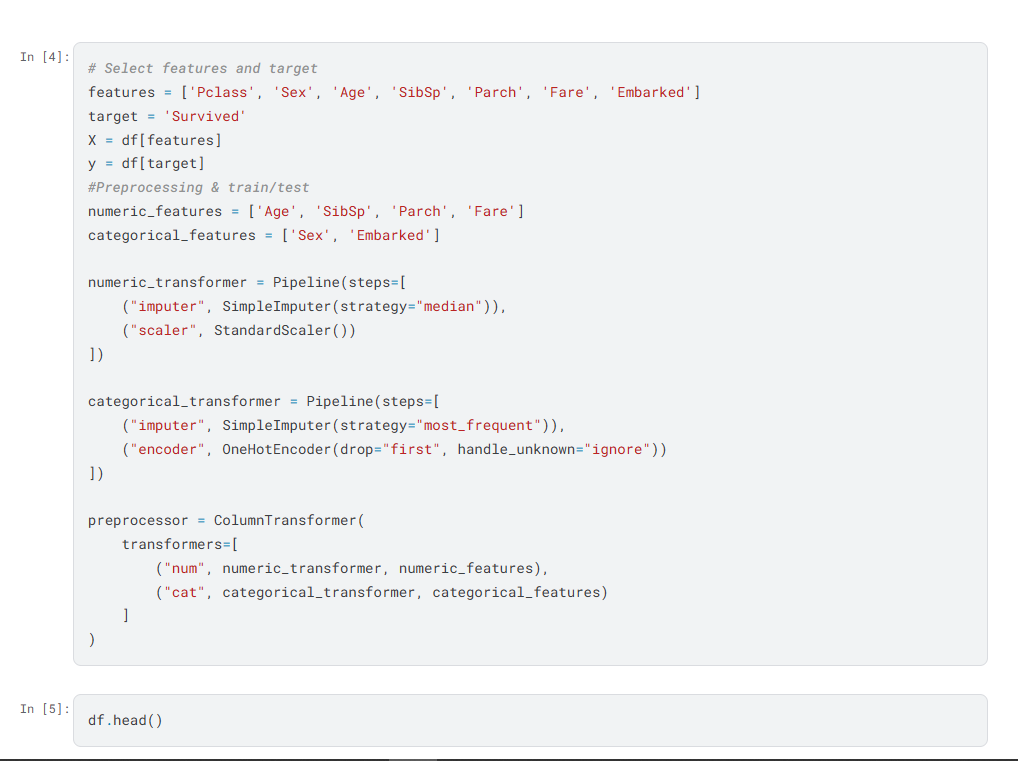 In [4]:
# Select features and target
features = ['Pclass', 'Sex', 'Age', 'SibSp', 'Parch', 'Fare', 'Embarked']
target = 'Survived'
X = df[features]
y = df[target]
#Preprocessing & train/test
numeric_features = ['Age', 'SibSp', 'Parch', 'Fare']
categorical_features = ['Sex', 'Embarked']
numeric_transformer = Pipeline(steps=[
    ("imputer", SimpleImputer(strategy="median")),
    ("scaler", StandardScaler())
])
categorical_transformer = Pipeline(steps=[
    ("imputer", SimpleImputer(strategy="most_frequent")),
    ("encoder", OneHotEncoder(drop="first", handle_unknown="ignore"))
])
preprocessor = ColumnTransformer(
    transformers=[
        ("num", numeric_transformer, numeric_features),
        ("cat", categorical_transformer, categorical_features)
    ]
)
In [5]:
df.head()